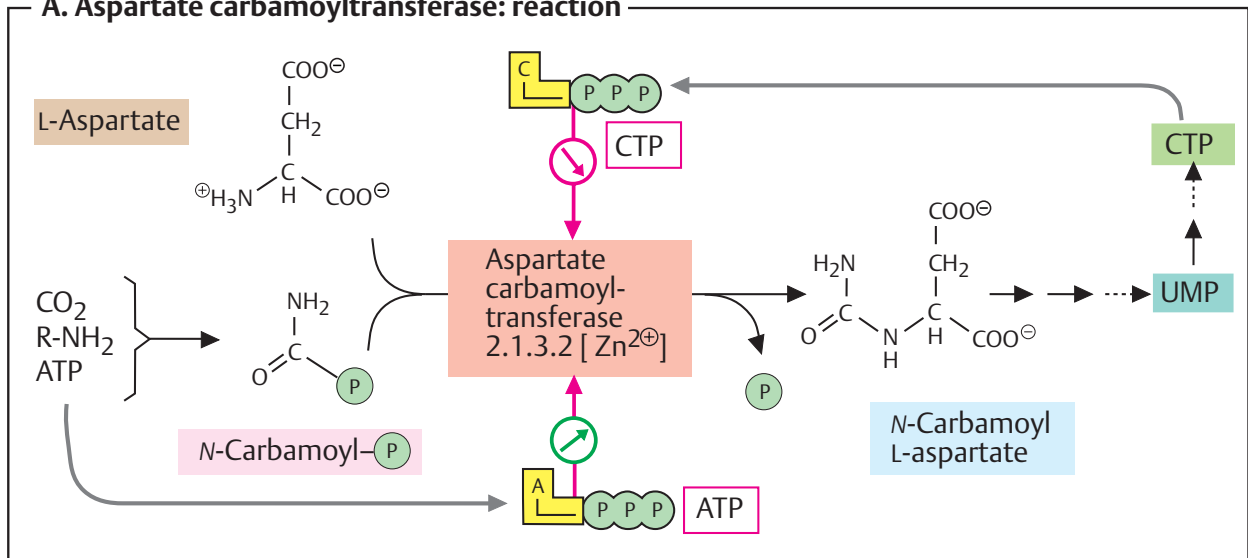 A. Aspartate carbamoyltransferase: reaction
L-Aspartate
COO⊖
CH₂
C
H
⊕H₃N
COO⊖
C
P P P
CTP
CTP
CO₂
R-NH₂
ATP
NH₂
C
O
P
N-Carbamoyl–P
Aspartate
carbamoyl-
transferase
2.1.3.2 [ Zn²⊕]
P
A
P P P
ATP
COO⊖
H₂N
CH₂
C
O
N
H
C
H
COO⊖
UMP
N-Carbamoyl
L-aspartate